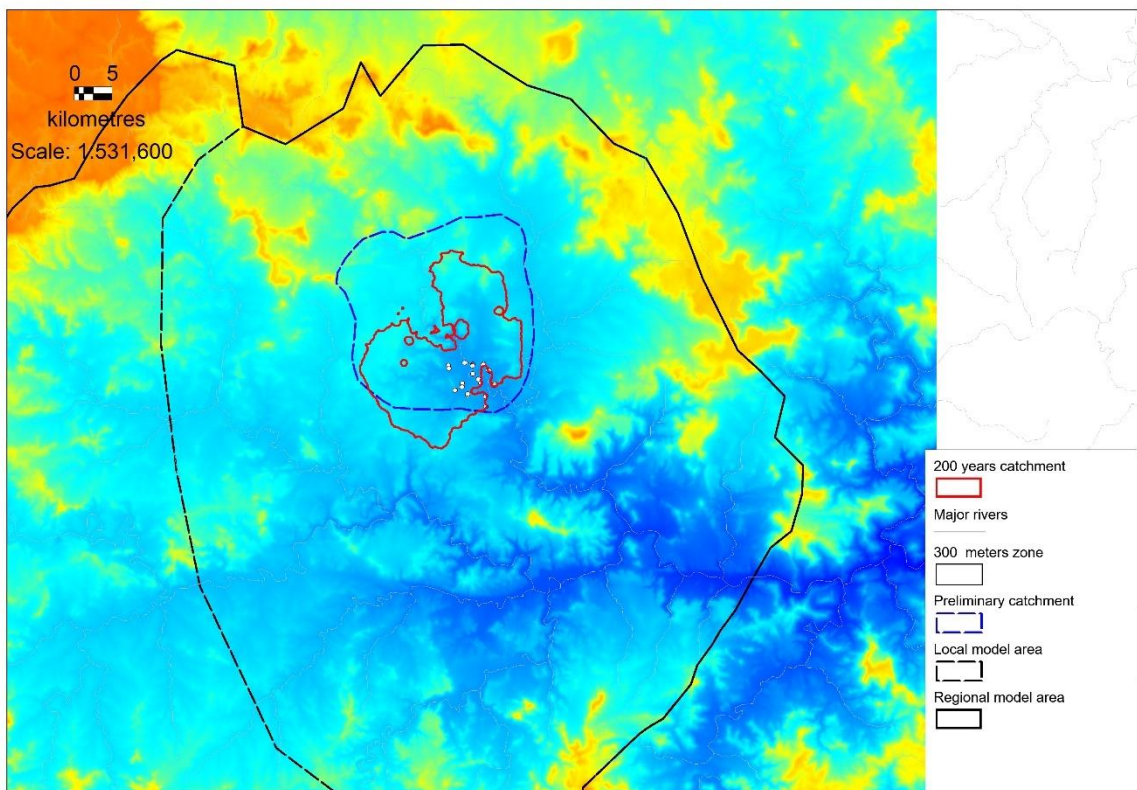 0 5
kilometres
Scale: 1:531,600
200 years catchment
Major rivers
300 meters zone
Preliminary catchment
Local model area
Regional model area